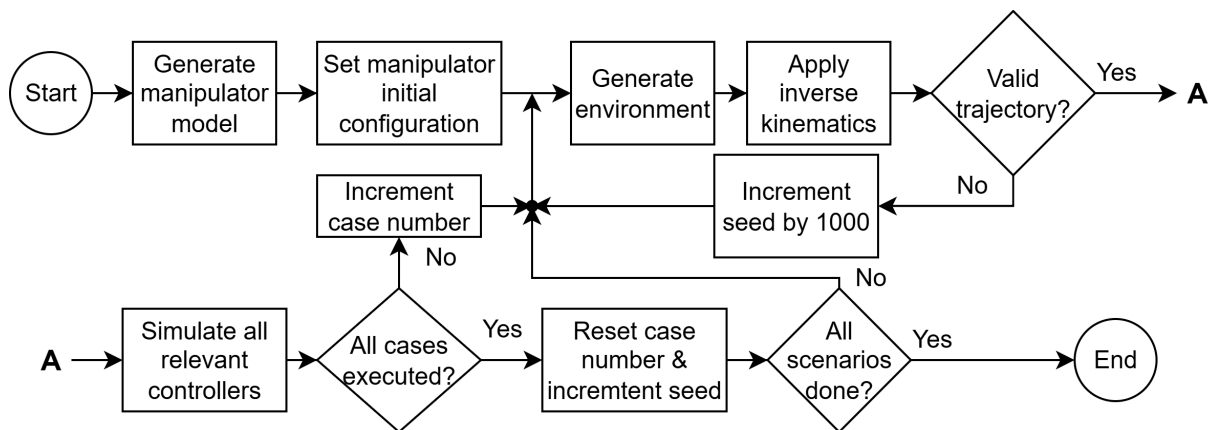 Start
Generate
manipulator
model
Set manipulator
initial
configuration
Generate
environment
Apply
inverse
kinematics
Valid
trajectory?
Yes
A
No
Increment
case number
Increment
seed by 1000
No
No
A
Simulate all
relevant
controllers
All cases
executed?
Yes
Reset case
number &
incremtent seed
All
scenarios
done?
Yes
End